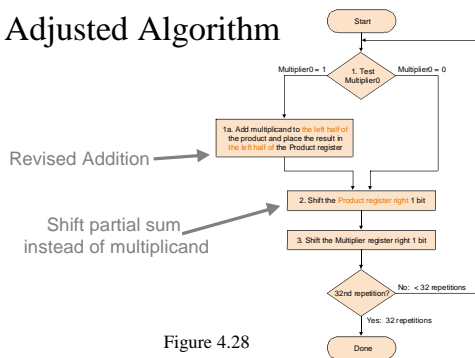 Adjusted Algorithm
Start
Multiplier0 = 1
1. Test
Multiplier0
Multiplier0 = 0
1a. Add multiplicand to the left half of
the product and place the result in
the left half of the Product register
Revised Addition
2. Shift the Product register right 1 bit
Shift partial sum
instead of multiplicand
3. Shift the Multiplier register right 1 bit
32nd repetition?
No: < 32 repetitions
Yes: 32 repetitions
Figure 4.28
Done